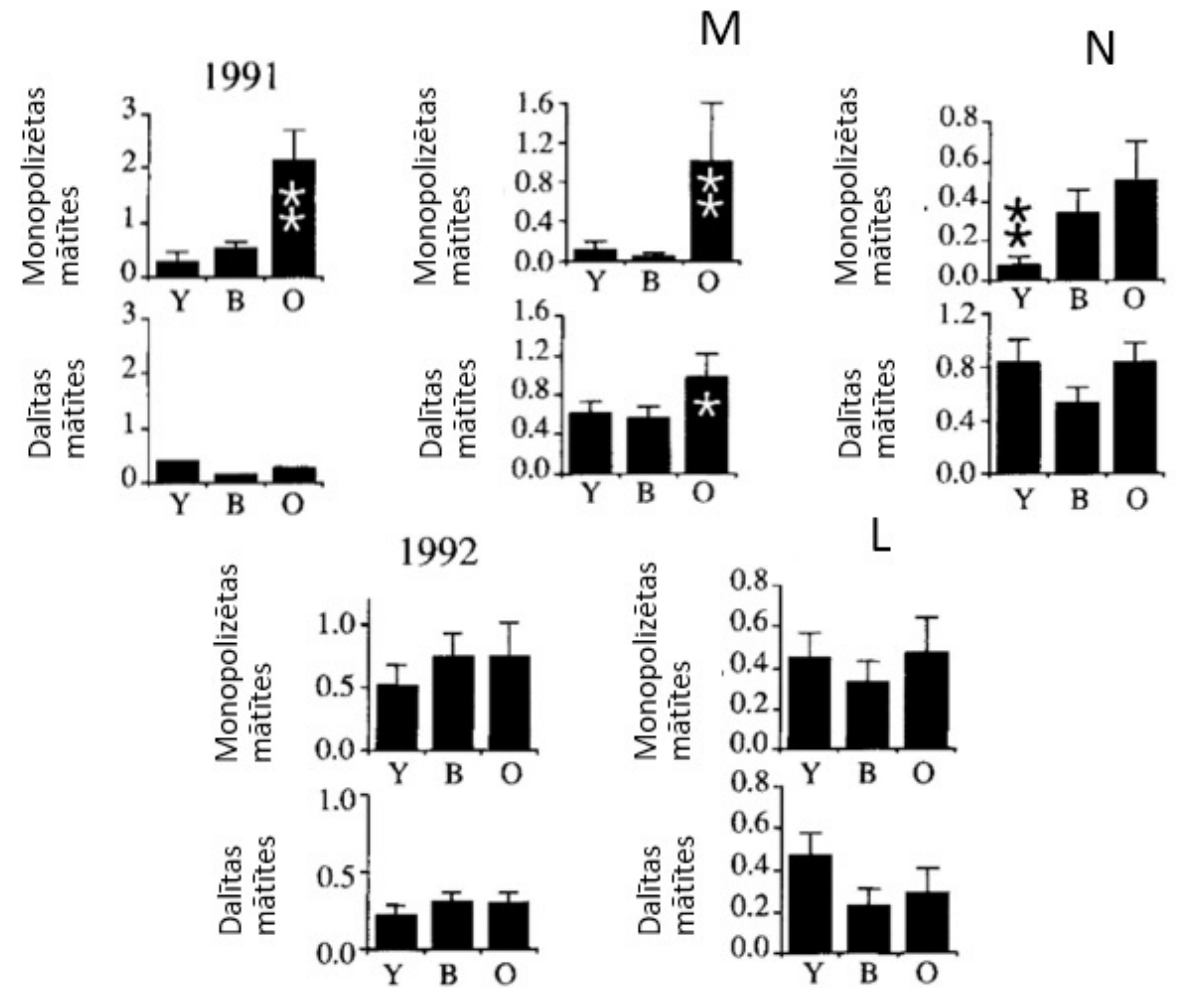 M
N
1991
Monopolizētas
mātītes
3
2
1
0
Y B O
Monopolizētas
mātītes
1.6
1.2
0.8
0.4
0.0
Y B O
Monopolizētas
mātītes
0.8
0.6
0.4
0.2
0.0
Y B O
Dalītas
mātītes
3
2
1
0
Y B O
Dalītas
mātītes
1.6
1.2
0.8
0.4
0.0
Y B O
Dalītas
mātītes
1.2
0.8
0.4
0.0
Y B O
1992
L
Monopolizētas
mātītes
1.0
0.5
0.0
Y B O
Monopolizētas
mātītes
0.8
0.6
0.4
0.2
0.0
Y B O
Dalītas
mātītes
1.0
0.5
0.0
Y B O
Dalītas
mātītes
0.8
0.6
0.4
0.2
0.0
Y B O